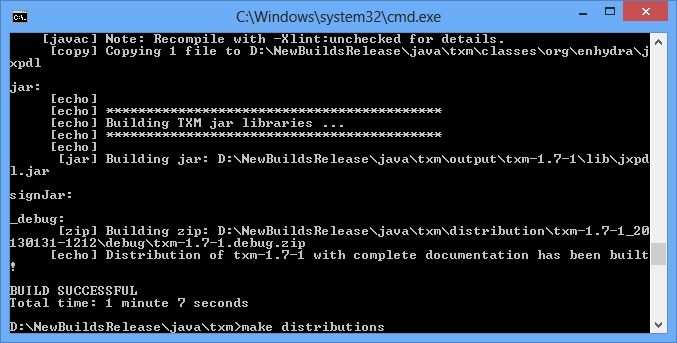 C:\Windows\system32\cmd.exe
[javac] Note: Recompile with -Xlint:unchecked for details.
[copy] Copying 1 file to D:\NewBuildsRelease\java\txm\classes\org\enhydra\j
xpdl
jar:
[echo]
[echo] ******************************************
[echo] Building TXM jar libraries ...
[echo] ******************************************
[echo]
[jar] Building jar: D:\NewBuildsRelease\java\txm\output\txm-1.7-1\lib\jxpd
l.jar
signJar:
_debug:
[zip] Building zip: D:\NewBuildsRelease\java\txm\distribution\txm-1.7-1_20
130131-1212\debug\txm-1.7-1.debug.zip
[echo] Distribution of txm-1.7-1 with complete documentation has been built
!
BUILD SUCCESSFUL
Total time: 1 minute 7 seconds
D:\NewBuildsRelease\java\txm>make distributions